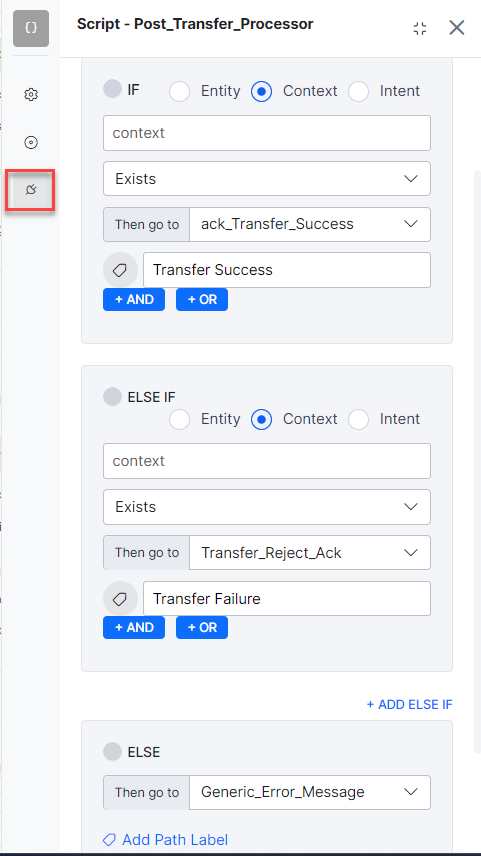 {}
Script - Post_Transfer_Processor
IF
Entity
Context
Intent
context
Exists
Then go to
ack_Transfer_Success
Transfer Success
+ AND
+ OR
ELSE IF
Entity
Context
Intent
context
Exists
Then go to
Transfer_Reject_Ack
Transfer Failure
+ AND
+ OR
+ ADD ELSE IF
ELSE
Then go to
Generic_Error_Message
Add Path Label